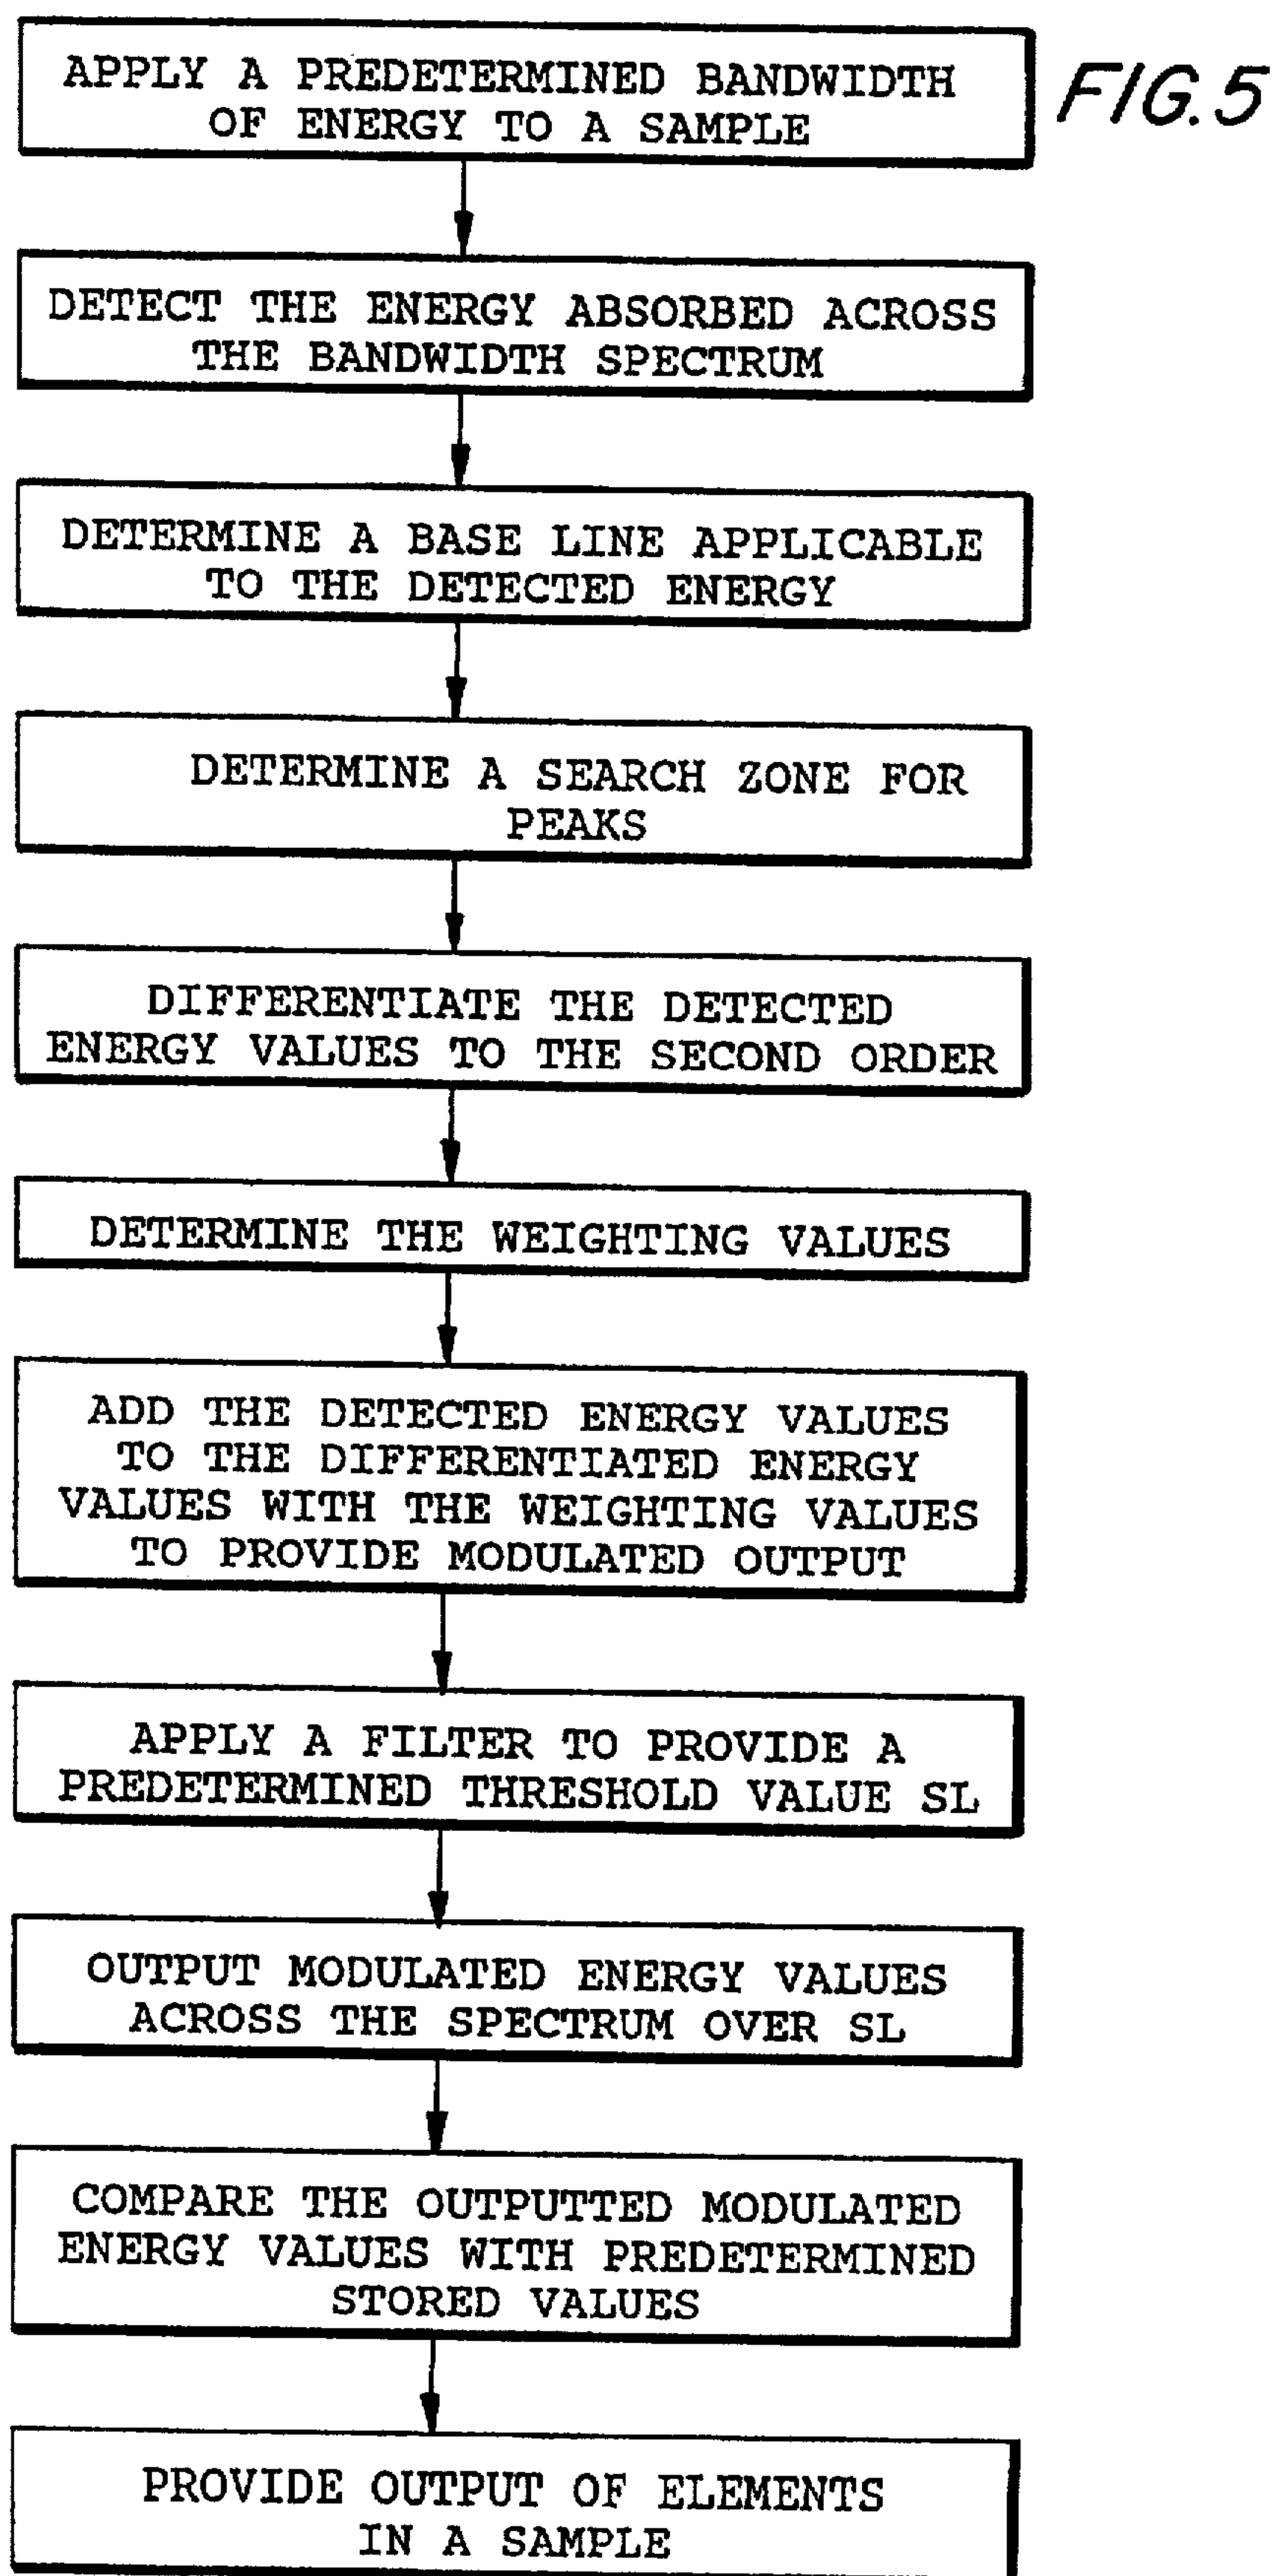 APPLY A PREDETERMINED BANDWIDTH
OF ENERGY TO A SAMPLE
FIG.5
DETECT THE ENERGY ABSORBED ACROSS
THE BANDWIDTH SPECTRUM
DETERMINE A BASE LINE APPLICABLE
TO THE DETECTED ENERGY
DETERMINE A SEARCH ZONE FOR
PEAKS
DIFFERENTIATE THE DETECTED
ENERGY VALUES TO THE SECOND ORDER
DETERMINE THE WEIGHTING VALUES
ADD THE DETECTED ENERGY VALUES
TO THE DIFFERENTIATED ENERGY
VALUES WITH THE WEIGHTING VALUES
TO PROVIDE MODULATED OUTPUT
APPLY A FILTER TO PROVIDE A
PREDETERMINED THRESHOLD VALUE SL
OUTPUT MODULATED ENERGY VALUES
ACROSS THE SPECTRUM OVER SL
COMPARE THE OUTPUTTED MODULATED
ENERGY VALUES WITH PREDETERMINED
STORED VALUES
PROVIDE OUTPUT OF ELEMENTS
IN A SAMPLE